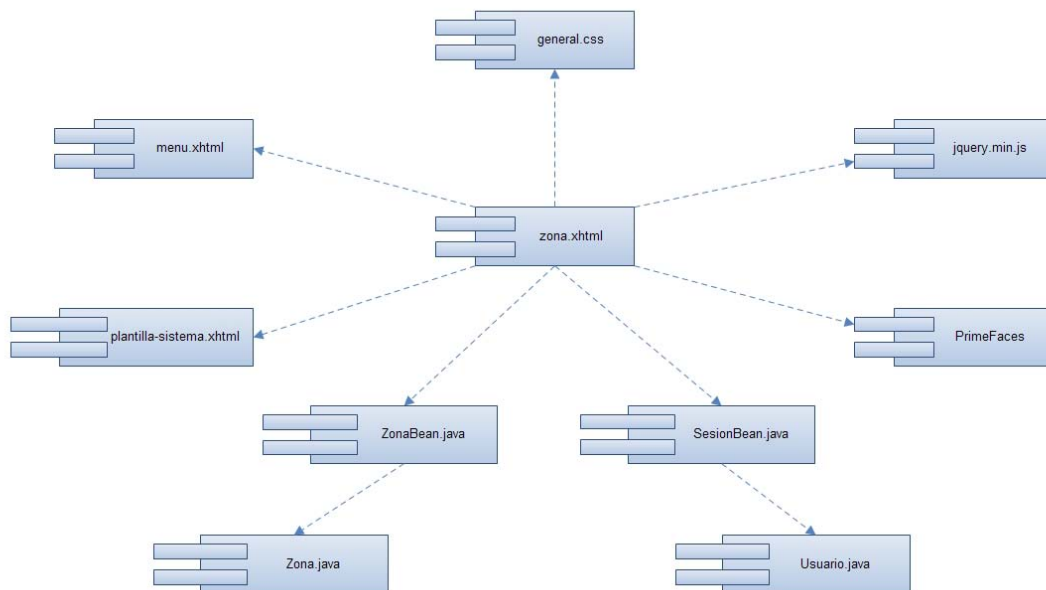 general.css
menu.xhtml
jquery.min.js
zona.xhtml
plantilla-sistema.xhtml
PrimeFaces
ZonaBean.java
SesionBean.java
Zona.java
Usuario.java